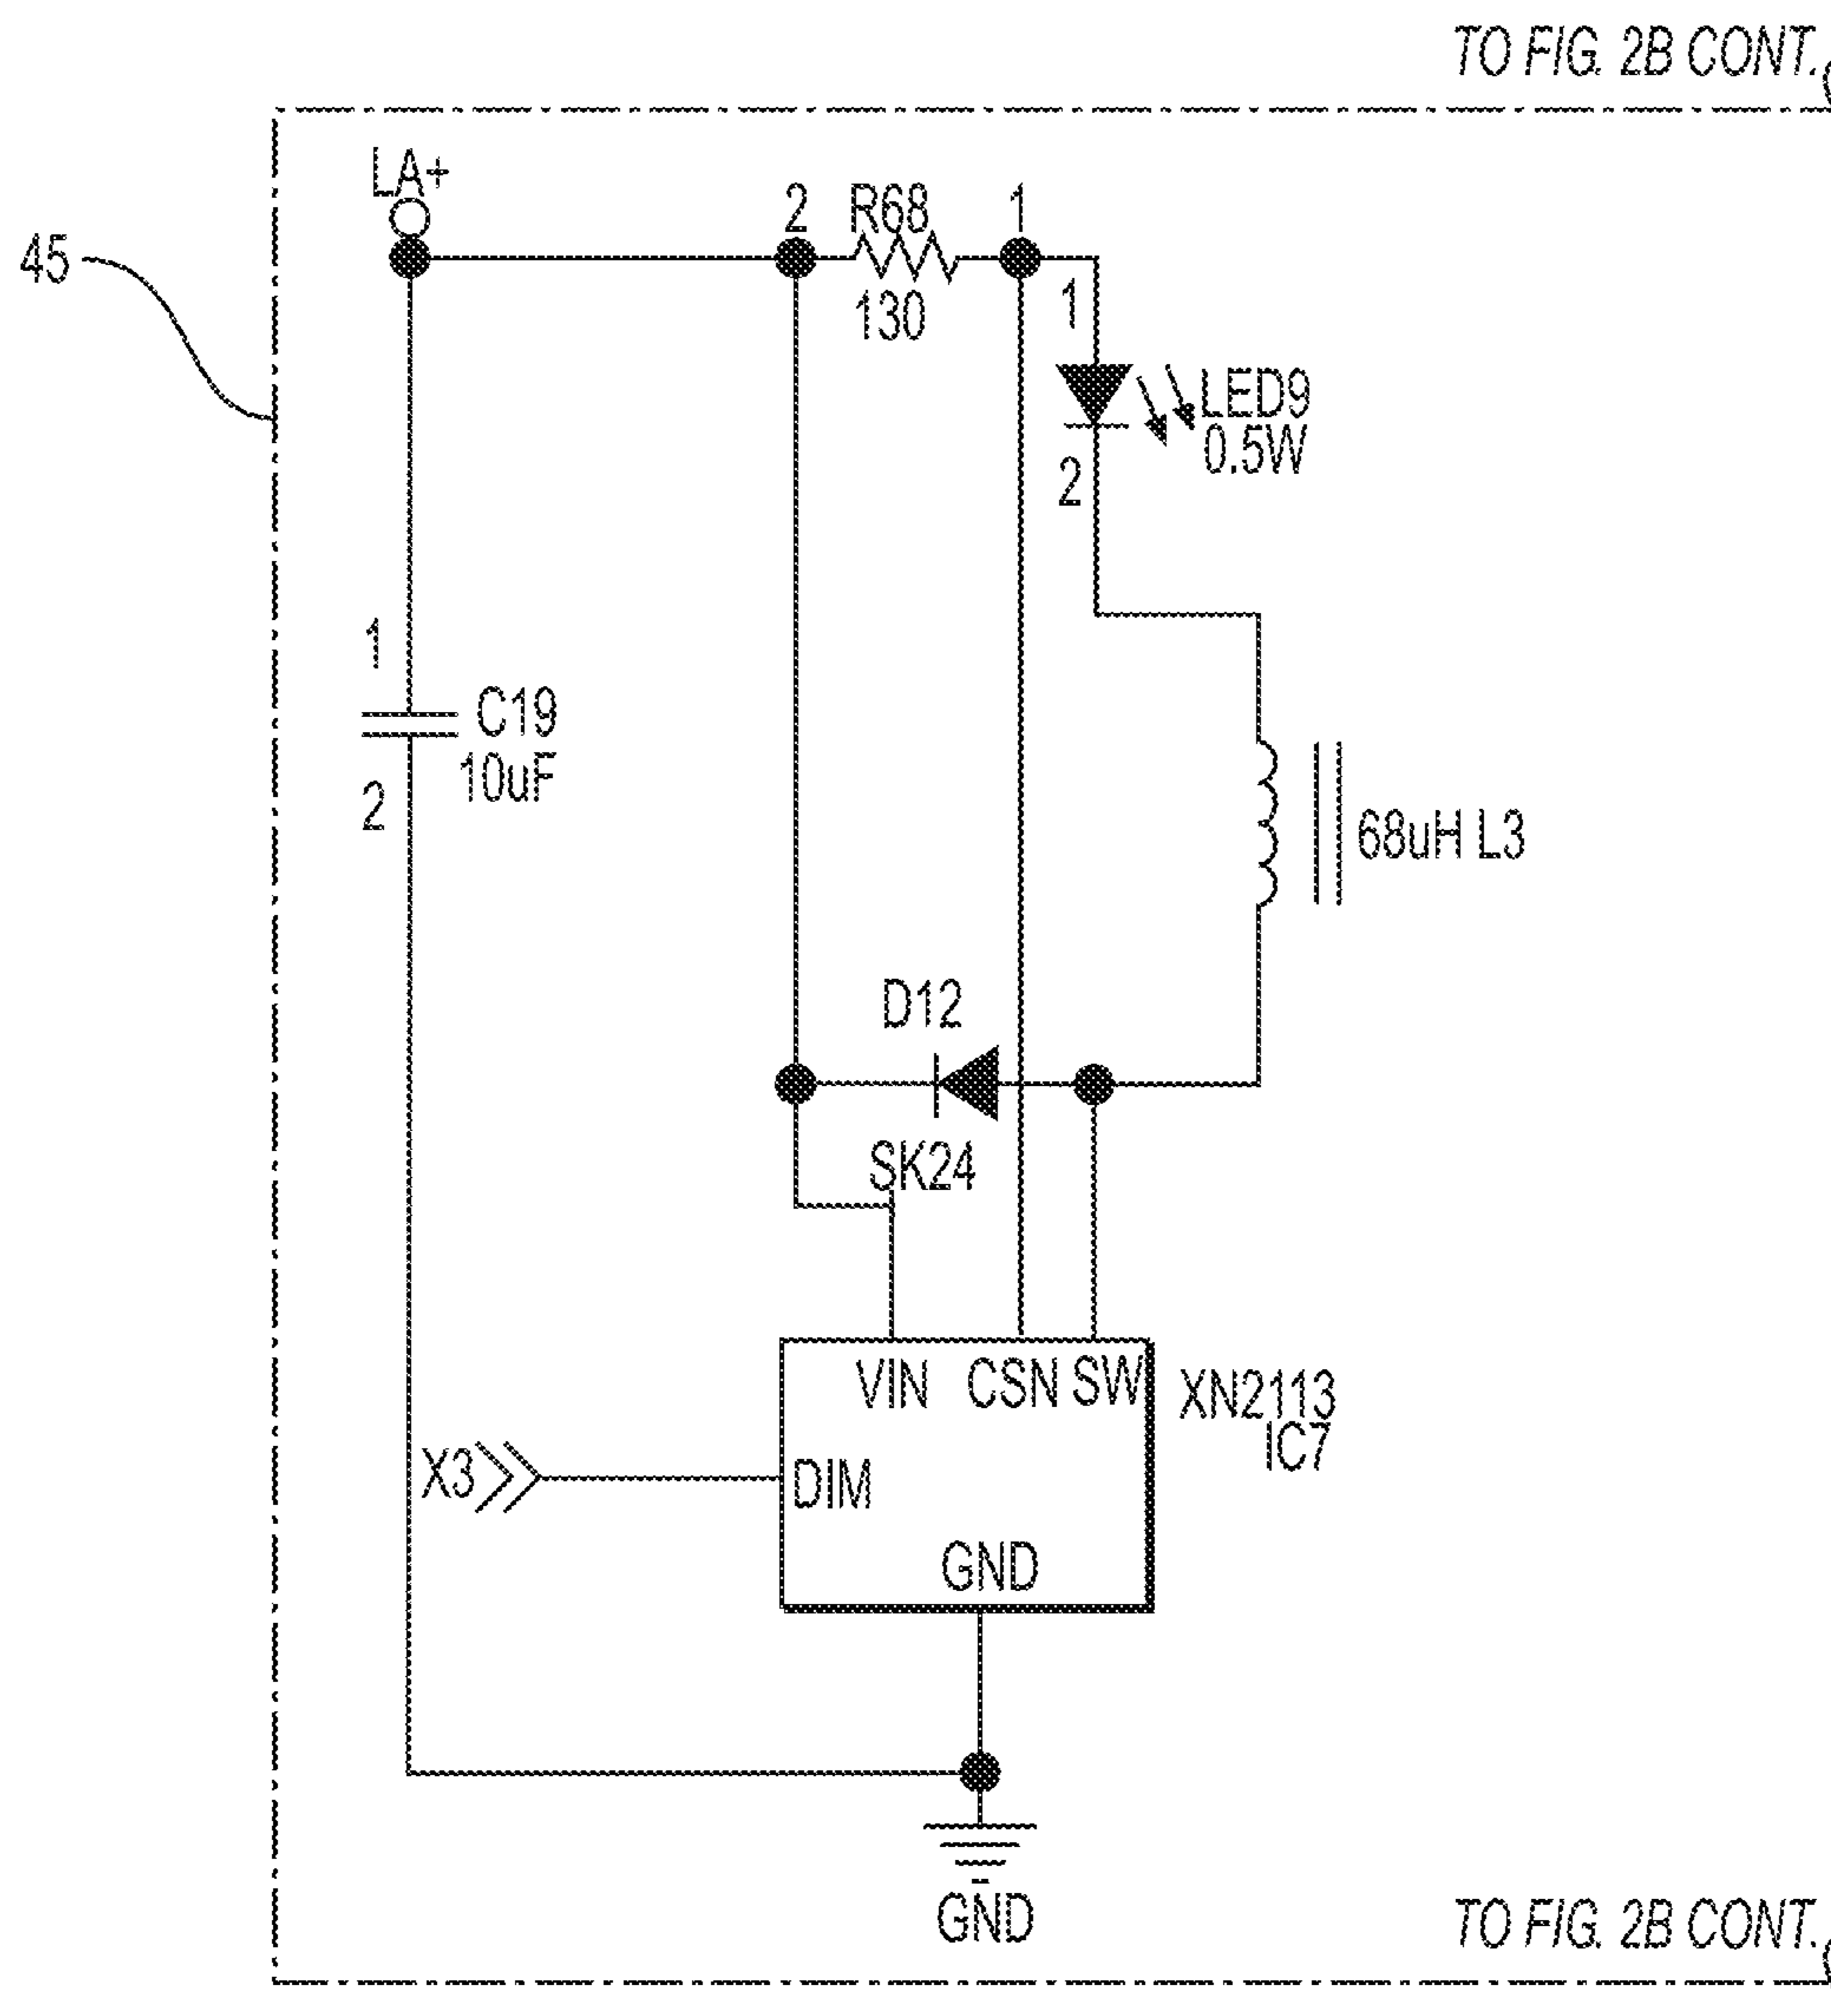 TO FIG. 2B CONT.
LA+
45
2
R68
1
130
1
LED9
0.5W
2
1
C19
10uF
2
68uH L3
D12
SK24
VIN CSN SW
XN2113
IC7
X3
DIM
GND
GND
TO FIG. 2B CONT.